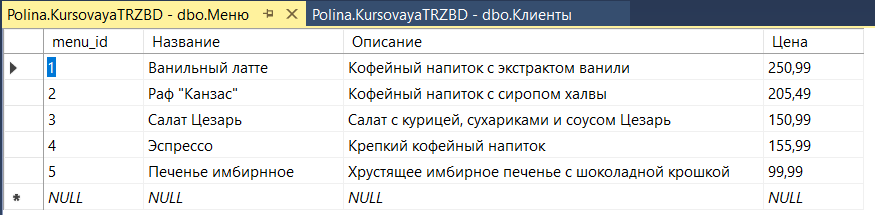 Polina.KursovayaTRZBD - dbo.Меню Polina.KursovayaTRZBD - dbo.Клиенты
menu_id Название Описание Цена
1 Ванильный латте Кофейный напиток с экстрактом ванили 250,99
2 Раф "Канзас" Кофейный напиток с сиропом халвы 205,49
3 Салат Цезарь Салат с курицей, сухариками и соусом Цезарь 150,99
4 Эспрессо Крепкий кофейный напиток 155,99
5 Печенье имбирнное Хрустящее имбирное печенье с шоколадной крошкой 99,99
NULL NULL NULL NULL